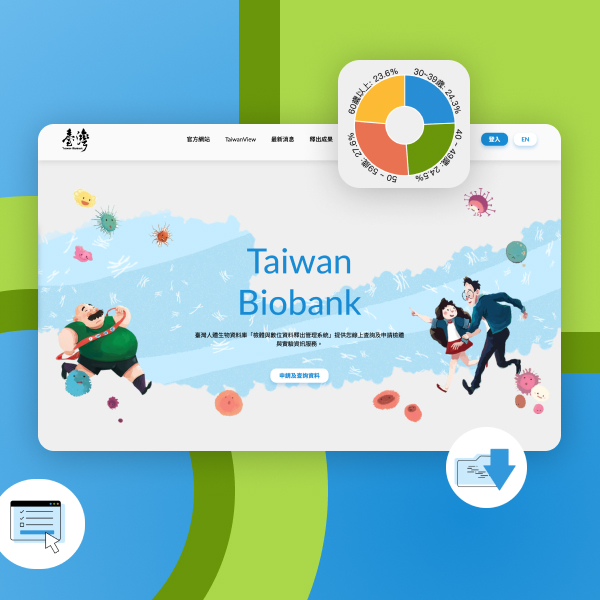 60歲以上: 23.6%
30~39歲: 24.3%
40 ~ 49歲: 24.5%
50 ~ 59歲: 27.6%
臺灣
官方網站
TaiwanView
最新消息
釋出成果
登入
EN
Taiwan
Biobank
臺灣人體生物資料庫「檢體與數位資料釋出管理系統」提供您線上查詢及申請檢體
與實驗資訊服務。
申請及查詢資料